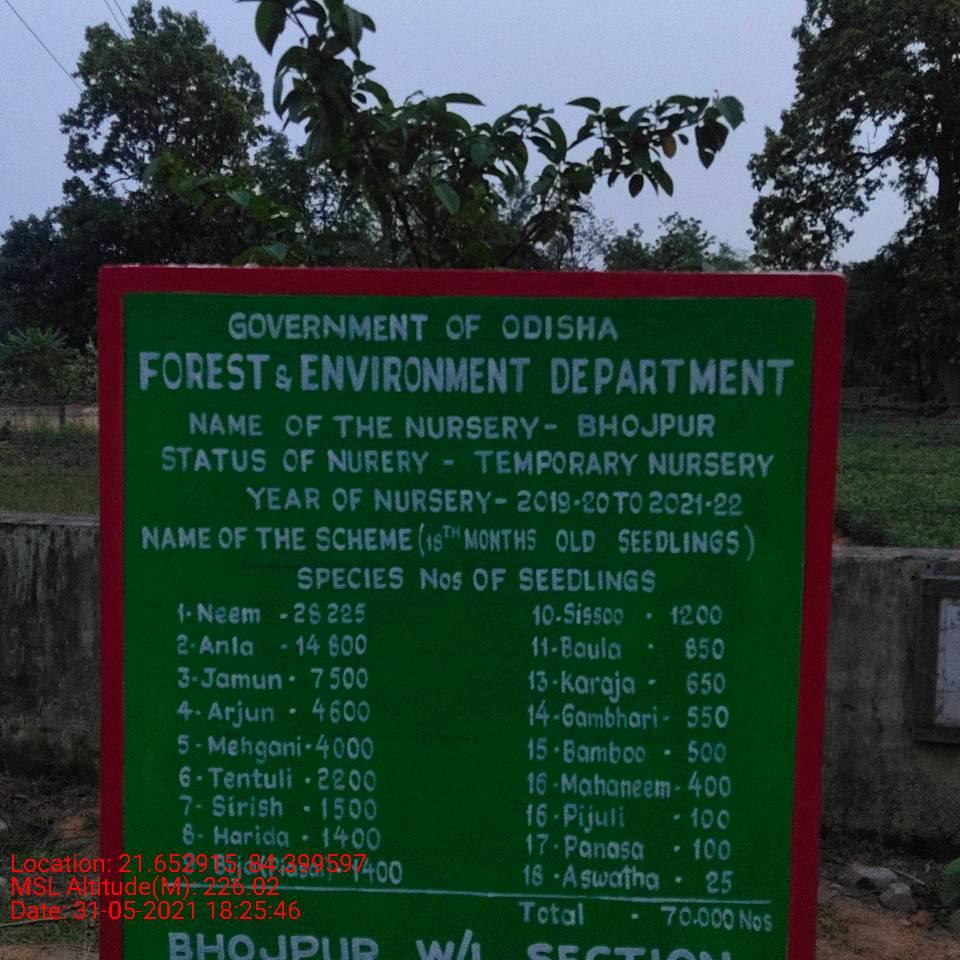 GOVERNMENT OF ODISHA
FOREST & ENVIRONMENT DEPARTMENT
NAME OF THE NURSERY - BHOJPUR
STATUS OF NURERY - TEMPORARY NURSERY
YEAR OF NURSERY - 2019-20 TO 2021-22
NAME OF THE SCHEME (18TH MONTHS OLD SEEDLINGS)
SPECIES Nos OF SEEDLINGS
1-Neem - 28225
2-Anla - 14800
3-Jamun - 7500
4-Arjun - 4600
5-Mehgani-4000
6-Tentuli - 2200
7-Sirish - 1500
8-Harida - 1400
-1400
10-Sissoo - 1200
11-Baula - 850
13-Karaja - 650
14-Gambhari- 550
15-Bamboo - 500
16-Mahaneem-400
16-Pijuli - 100
17-Panasa - 100
18-Aswatha - 25
Total - 70.000 Nos
BHOJPUR W/L SECTION
Location: 21.652915, 84.399597
MSL Altitude(M): 226.02
Date: 31-05-2021 18:25:46